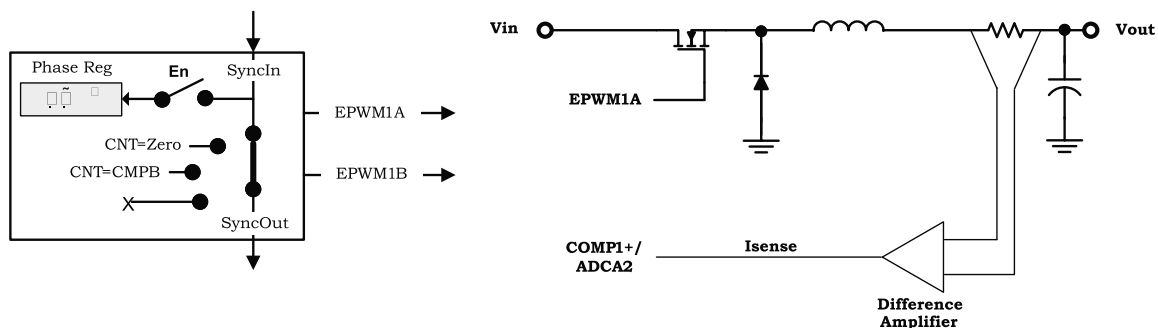 Phase Reg
En
SyncIn
EPWM1A
CNT=Zero
CNT=CMPB
EPWM1B
X
SyncOut
Vin
Vout
EPWM1A
COMP1+/
ADCA2
Isense
Difference
Amplifier